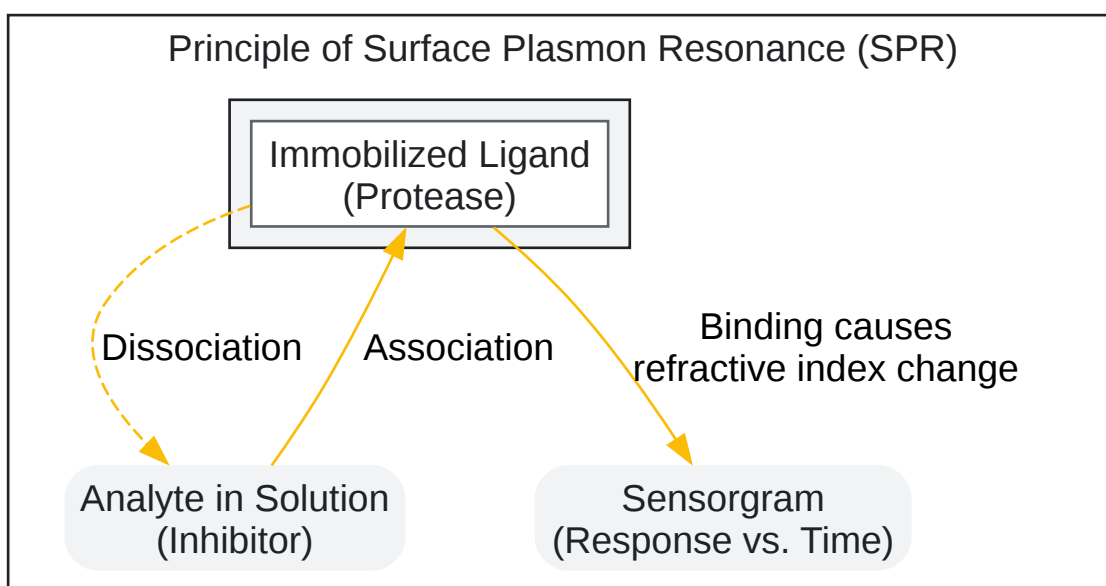 Principle of Surface Plasmon Resonance (SPR)
Immobilized Ligand
(Protease)
Dissociation
Association
Binding causes
refractive index change
Analyte in Solution
(Inhibitor)
Sensorgram
(Response vs. Time)